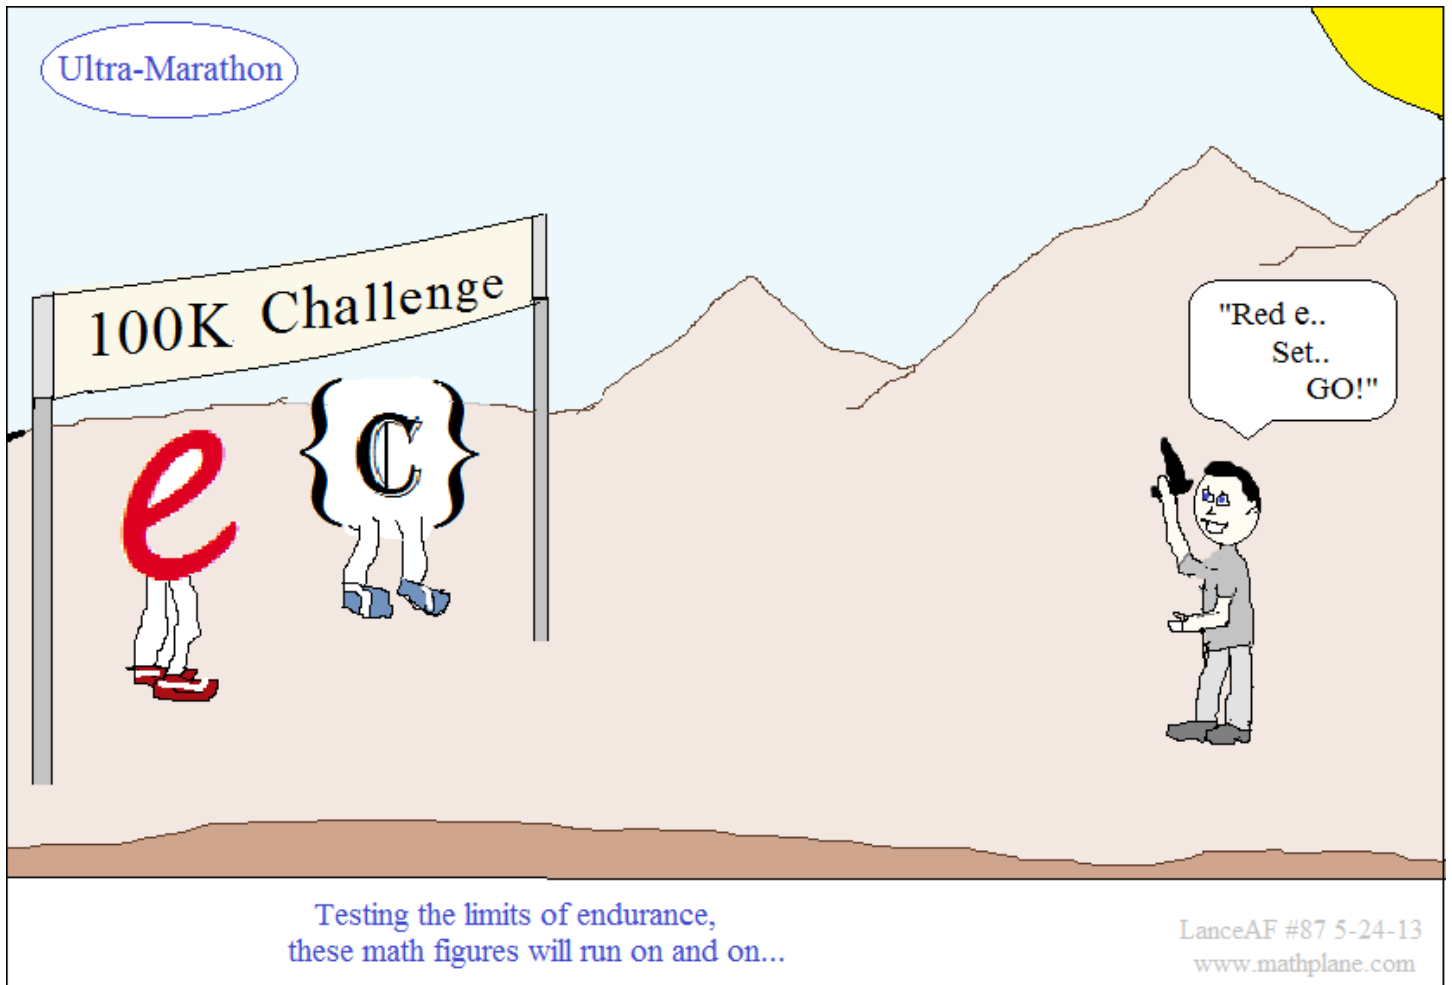 Ultra-Marathon
100K Challenge
e
{ℂ}
"Red e..
Set..
GO!"
Testing the limits of endurance,
these math figures will run on and on...
LanceAF #87 5-24-13
www.mathplane.com